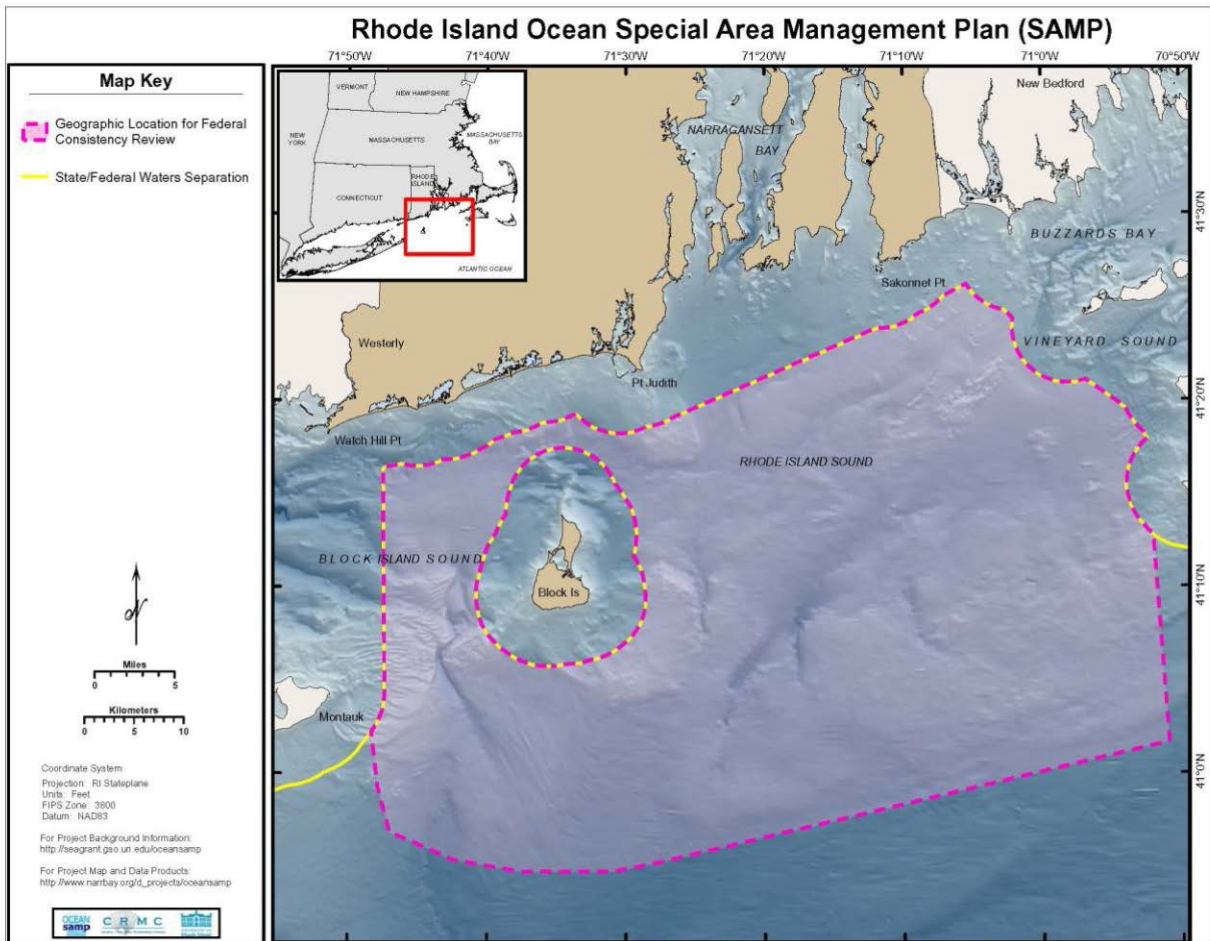 Rhode Island Ocean Special Area Management Plan (SAMP)
71°50'W
71°40'W
71°30'W
71°20'W
71°10'W
71°0'W
70°50'W
Map Key
Geographic Location for Federal
Consistency Review
State/Federal Waters Separation
VERMONT
NEW HAMPSHIRE
NEW
YORK
MASSACHUSETTS
MASSACHUSETTS
BAY
CONNECTICUT
RHODE
ISLAND
ATLANTIC OCEAN
NARRAGANSETT
BAY
New Bedford
41°30'N
BUZZARDS BAY
Sakonnet Pt
Westerly
VINEYARD SOUND
Pt Judith
41°20'N
Watch Hill Pt
RHODE ISLAND SOUND
BLOCK ISLAND SOUND
Block Is
41°10'N
Montauk
41°0'N
N
Miles
0 5
Kilometers
0 5 10
Coordinate System:
Projection: RI Stateplane
Units: Feet
FIPS Zone: 3800
Datum: NAD83
For Project Background Information:
http://seagrant.gso.uri.edu/oceansamp
For Project Map and Data Products:
http://www.narrbay.org/d_projects/oceansamp
OCEAN
samp
CRMC